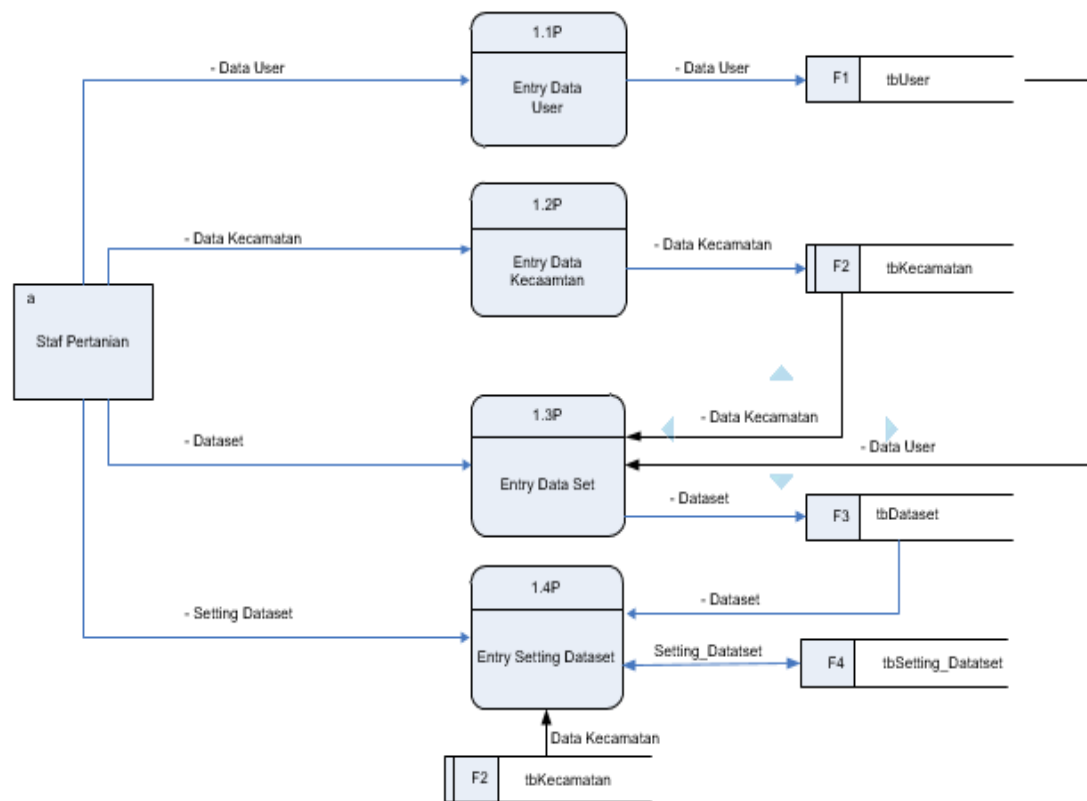 1.1P
- Data User
- Data User
Entry Data
User
F1
tbUser
1.2P
- Data Kecamatan
- Data Kecamatan
Entry Data
Kecaamtan
F2
tbKecamatan
a
Staf Pertanian
1.3P
- Data Kecamatan
- Dataset
- Data User
Entry Data Set
- Dataset
F3
tbDataset
1.4P
- Setting Dataset
- Dataset
Entry Setting Dataset
Setting_Datatset
F4
tbSetting_Datatset
Data Kecamatan
F2
tbKecamatan